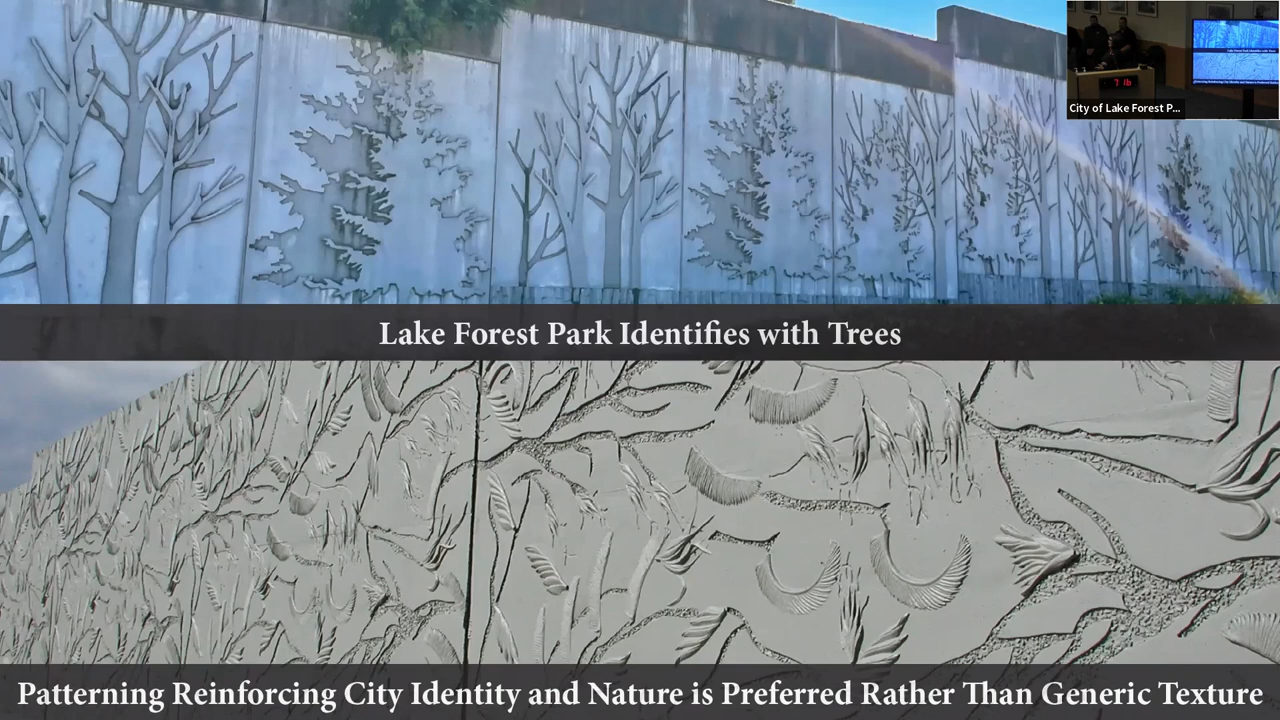 City of Lake Forest P...
Lake Forest Park Identifies with Trees
Patterning Reinforcing City Identity and Nature is Preferred Rather Than Generic Texture